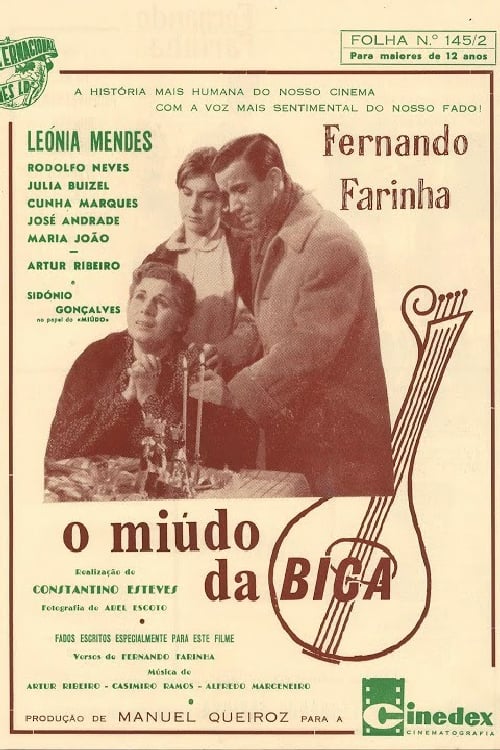 FOLHA N.º 145/2
Para maiores de 12 anos
A HISTÓRIA MAIS HUMANA DO NOSSO CINEMA
COM A VOZ MAIS SENTIMENTAL DO NOSSO FADO!
LEÓNIA MENDES
RODOLFO NEVES
JULIA BUIZEL
CUNHA MARQUES
JOSÉ ANDRADE
MARIA JOÃO
—
ARTUR RIBEIRO
e
SIDÓNIO
GONÇALVES
no papel do «MIÚDO»
Fernando
Farinha
o miúdo
da BICA
Realização de
CONSTANTINO ESTEVES
Fotografia de ABEL ESCOTO
FADOS ESCRITOS ESPECIALMENTE PARA ESTE FILME
Versos de FERNANDO FARINHA
Música de
ARTUR RIBEIRO - CASIMIRO RAMOS - ALFREDO MARCENEIRO
PRODUÇÃO DE MANUEL QUEIROZ PARA A
Cinedex
CINEMATOGRAFIA